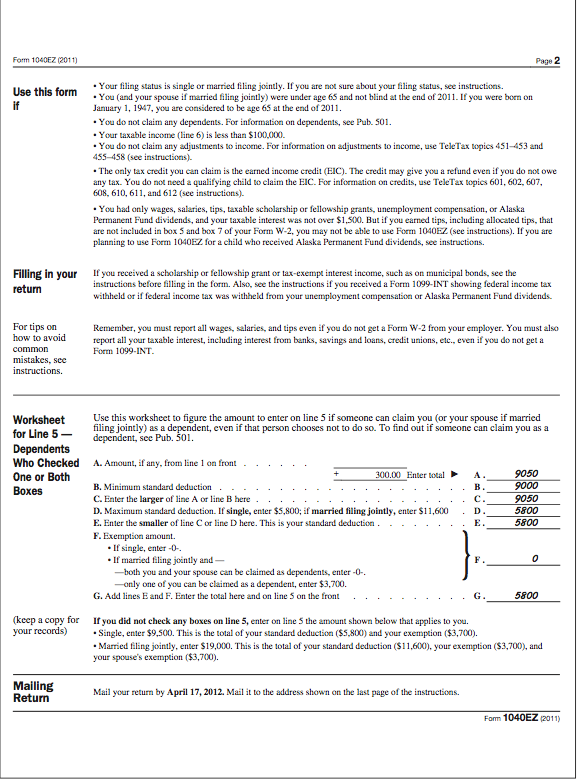 Form 1040EZ (2011) Page 2
Use this form if
• Your filing status is single or married filing jointly. If you are not sure about your filing status, see instructions.
• You (and your spouse if married filing jointly) were under age 65 and not blind at the end of 2011. If you were born on
January 1, 1947, you are considered to be age 65 at the end of 2011.
• You do not claim any dependents. For information on dependents, see Pub. 501.
• Your taxable income (line 6) is less than $100,000.
• You do not claim any adjustments to income. For information on adjustments to income, use TeleTax topics 451–453 and
455–458 (see instructions).
• The only tax credit you can claim is the earned income credit (EIC). The credit may give you a refund even if you do not owe
any tax. You do not need a qualifying child to claim the EIC. For information on credits, use TeleTax topics 601, 602, 607,
608, 610, 611, and 612 (see instructions).
• You had only wages, salaries, tips, taxable scholarship or fellowship grants, unemployment compensation, or Alaska
Permanent Fund dividends, and your taxable interest was not over $1,500. But if you earned tips, including allocated tips, that
are not included in box 5 and box 7 of your Form W-2, you may not be able to use Form 1040EZ (see instructions). If you are
planning to use Form 1040EZ for a child who received Alaska Permanent Fund dividends, see instructions.
Filling in your
return
If you received a scholarship or fellowship grant or tax-exempt interest income, such as on municipal bonds, see the
instructions before filling in the form. Also, see the instructions if you received a Form 1099-INT showing federal income tax
withheld or if federal income tax was withheld from your unemployment compensation or Alaska Permanent Fund dividends.
For tips on
how to avoid
common
mistakes, see
instructions.
Remember, you must report all wages, salaries, and tips even if you do not get a Form W-2 from your employer. You must also
report all your taxable interest, including interest from banks, savings and loans, credit unions, etc., even if you do not get a
Form 1099-INT.
Worksheet
for Line 5 —
Dependents
Who Checked
One or Both
Boxes
Use this worksheet to figure the amount to enter on line 5 if someone can claim you (or your spouse if married
filing jointly) as a dependent, even if that person chooses not to do so. To find out if someone can claim you as a
dependent, see Pub. 501.
A. Amount, if any, from line 1 on front . . . . . .
+ 300.00 Enter total ► A. 9050
B. Minimum standard deduction . . . . . . . . . . . . . . . . . . . . B. 9000
C. Enter the larger of line A or line B here . . . . . . . . . . . . . . . . . C. 9050
D. Maximum standard deduction. If single, enter $5,800; if married filing jointly, enter $11,600 . D. 5800
E. Enter the smaller of line C or line D here. This is your standard deduction . . . . . . . E. 5800
F. Exemption amount.
• If single, enter -0-.
• If married filing jointly and — F. 0
—both you and your spouse can be claimed as dependents, enter -0-.
—only one of you can be claimed as a dependent, enter $3,700.
G. Add lines E and F. Enter the total here and on line 5 on the front . . . . . . . . . G. 5800
(keep a copy for
your records)
If you did not check any boxes on line 5, enter on line 5 the amount shown below that applies to you.
• Single, enter $9,500. This is the total of your standard deduction ($5,800) and your exemption ($3,700).
• Married filing jointly, enter $19,000. This is the total of your standard deduction ($11,600), your exemption ($3,700), and
your spouse's exemption ($3,700).
Mailing
Return
Mail your return by April 17, 2012. Mail it to the address shown on the last page of the instructions.
Form 1040EZ (2011)